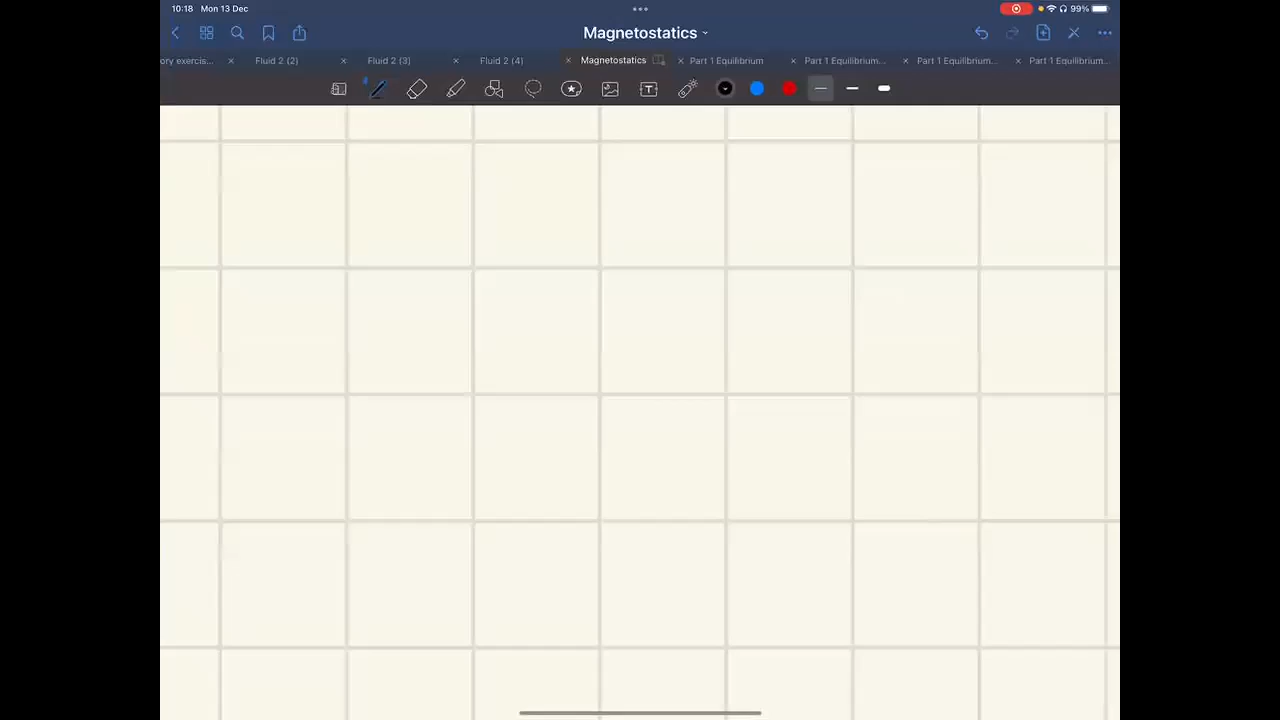 10:18 Mon 13 Dec
99%
Magnetostatics
ory exercis...
Fluid 2 (2)
Fluid 2 (3)
Fluid 2 (4)
Magnetostatics
Part 1 Equilibrium
Part 1 Equilibrium...
Part 1 Equilibrium...
Part 1 Equilibrium...
T